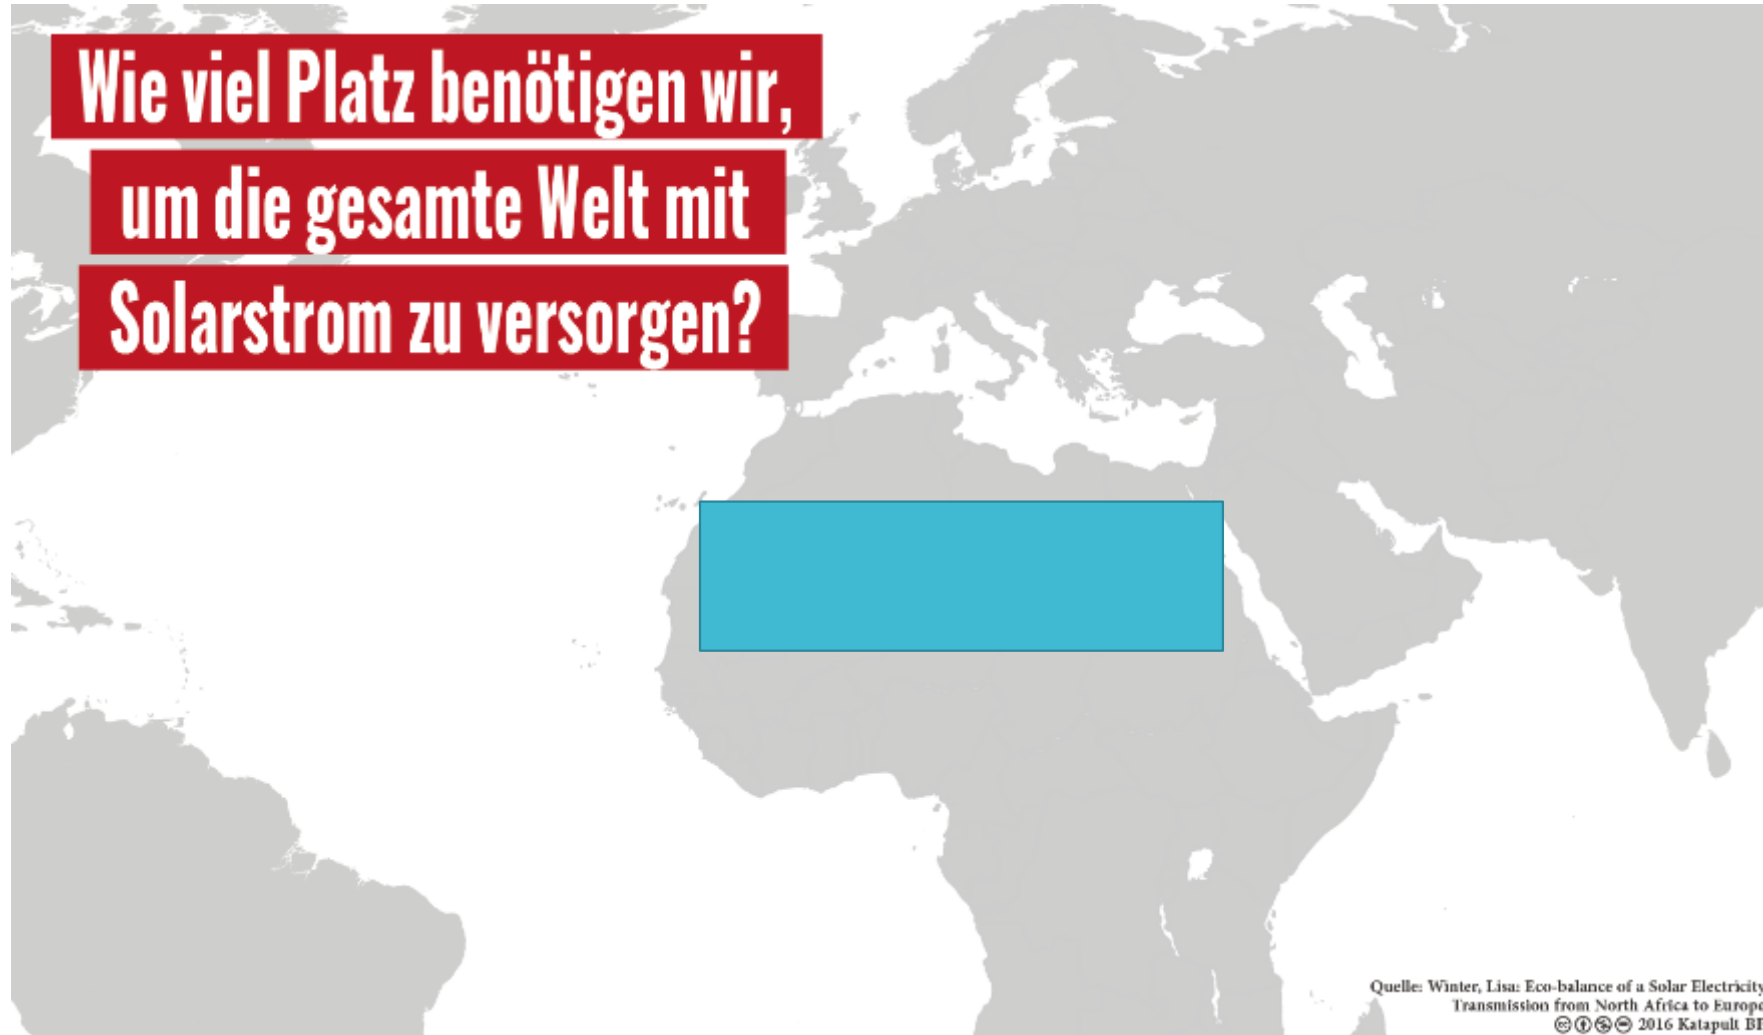 Wie viel Platz benötigen wir,
um die gesamte Welt mit
Solarstrom zu versorgen?
Quelle: Winter, Lisa: Eco-balance of a Solar Electricity
Transmission from North Africa to Europe
2016 Katapult